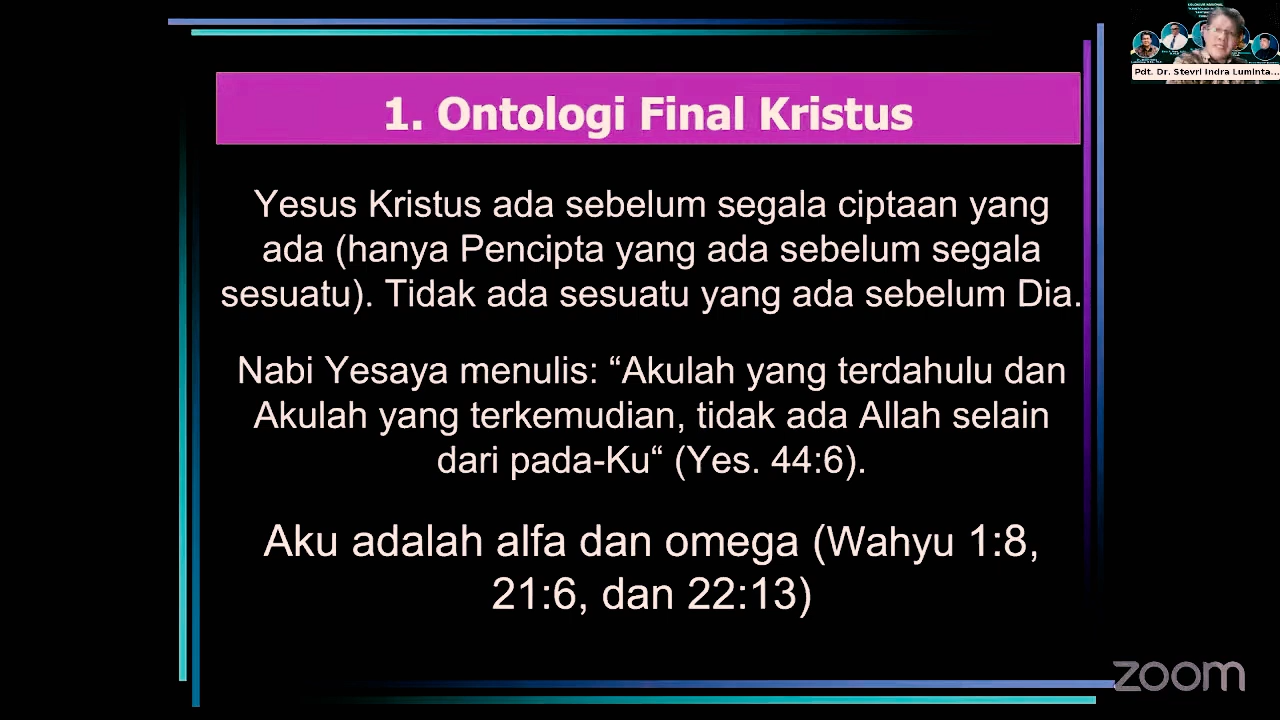 1. Ontologi Final Kristus
Yesus Kristus ada sebelum segala ciptaan yang
ada (hanya Pencipta yang ada sebelum segala
sesuatu). Tidak ada sesuatu yang ada sebelum Dia.
Nabi Yesaya menulis: “Akulah yang terdahulu dan
Akulah yang terkemudian, tidak ada Allah selain
dari pada-Ku“ (Yes. 44:6).
Aku adalah alfa dan omega (Wahyu 1:8,
21:6, dan 22:13)
Pdt. Dr. Stevri Indra Luminta...
zoom